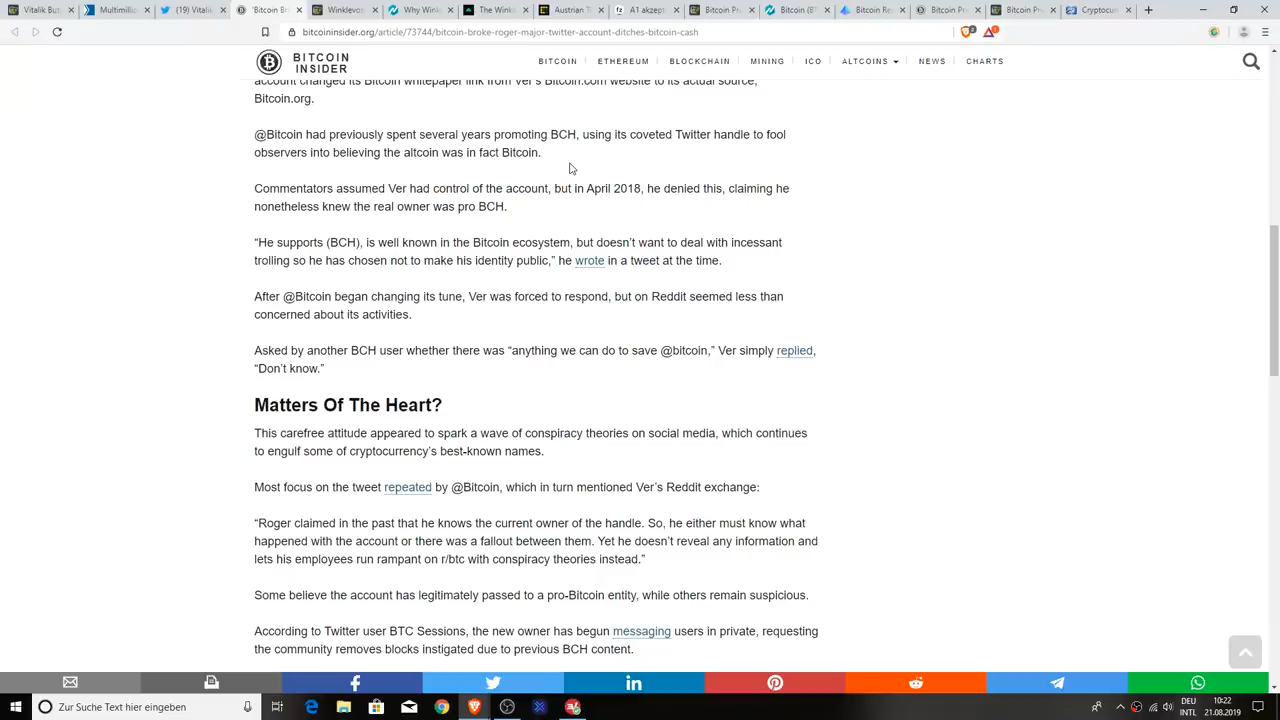 Vitalik But
Multimillio
(19) Vitalik
'Bitcoin Bro
Winklevos
Why Wink
The Winkl
Austrian T
A1 akzept
Bitcoin Pri
Bitcoin (BT
Bitcoin Re
Bitcoin Pri
Bitcoin Pri
Cryptocurr
bitcoininsider.org/article/73744/bitcoin-broke-roger-major-twitter-account-ditches-bitcoin-cash
BITCOIN
INSIDER
BITCOIN ETHEREUM BLOCKCHAIN MINING ICO ALTCOINS NEWS CHARTS
account changed its Bitcoin whitepaper link from Ver's Bitcoin.com website to its actual source,
Bitcoin.org.
@Bitcoin had previously spent several years promoting BCH, using its coveted Twitter handle to fool
observers into believing the altcoin was in fact Bitcoin.
Commentators assumed Ver had control of the account, but in April 2018, he denied this, claiming he
nonetheless knew the real owner was pro BCH.
“He supports (BCH), is well known in the Bitcoin ecosystem, but doesn't want to deal with incessant
trolling so he has chosen not to make his identity public,” he wrote in a tweet at the time.
After @Bitcoin began changing its tune, Ver was forced to respond, but on Reddit seemed less than
concerned about its activities.
Asked by another BCH user whether there was “anything we can do to save @bitcoin,” Ver simply replied,
“Don't know.”
Matters Of The Heart?
This carefree attitude appeared to spark a wave of conspiracy theories on social media, which continues
to engulf some of cryptocurrency's best-known names.
Most focus on the tweet repeated by @Bitcoin, which in turn mentioned Ver's Reddit exchange:
“Roger claimed in the past that he knows the current owner of the handle. So, he either must know what
happened with the account or there was a fallout between them. Yet he doesn't reveal any information and
lets his employees run rampant on r/btc with conspiracy theories instead.”
Some believe the account has legitimately passed to a pro-Bitcoin entity, while others remain suspicious.
According to Twitter user BTC Sessions, the new owner has begun messaging users in private, requesting
the community removes blocks instigated due to previous BCH content.
Zur Suche Text hier eingeben
DEU
INTL
10:22
21.08.2019